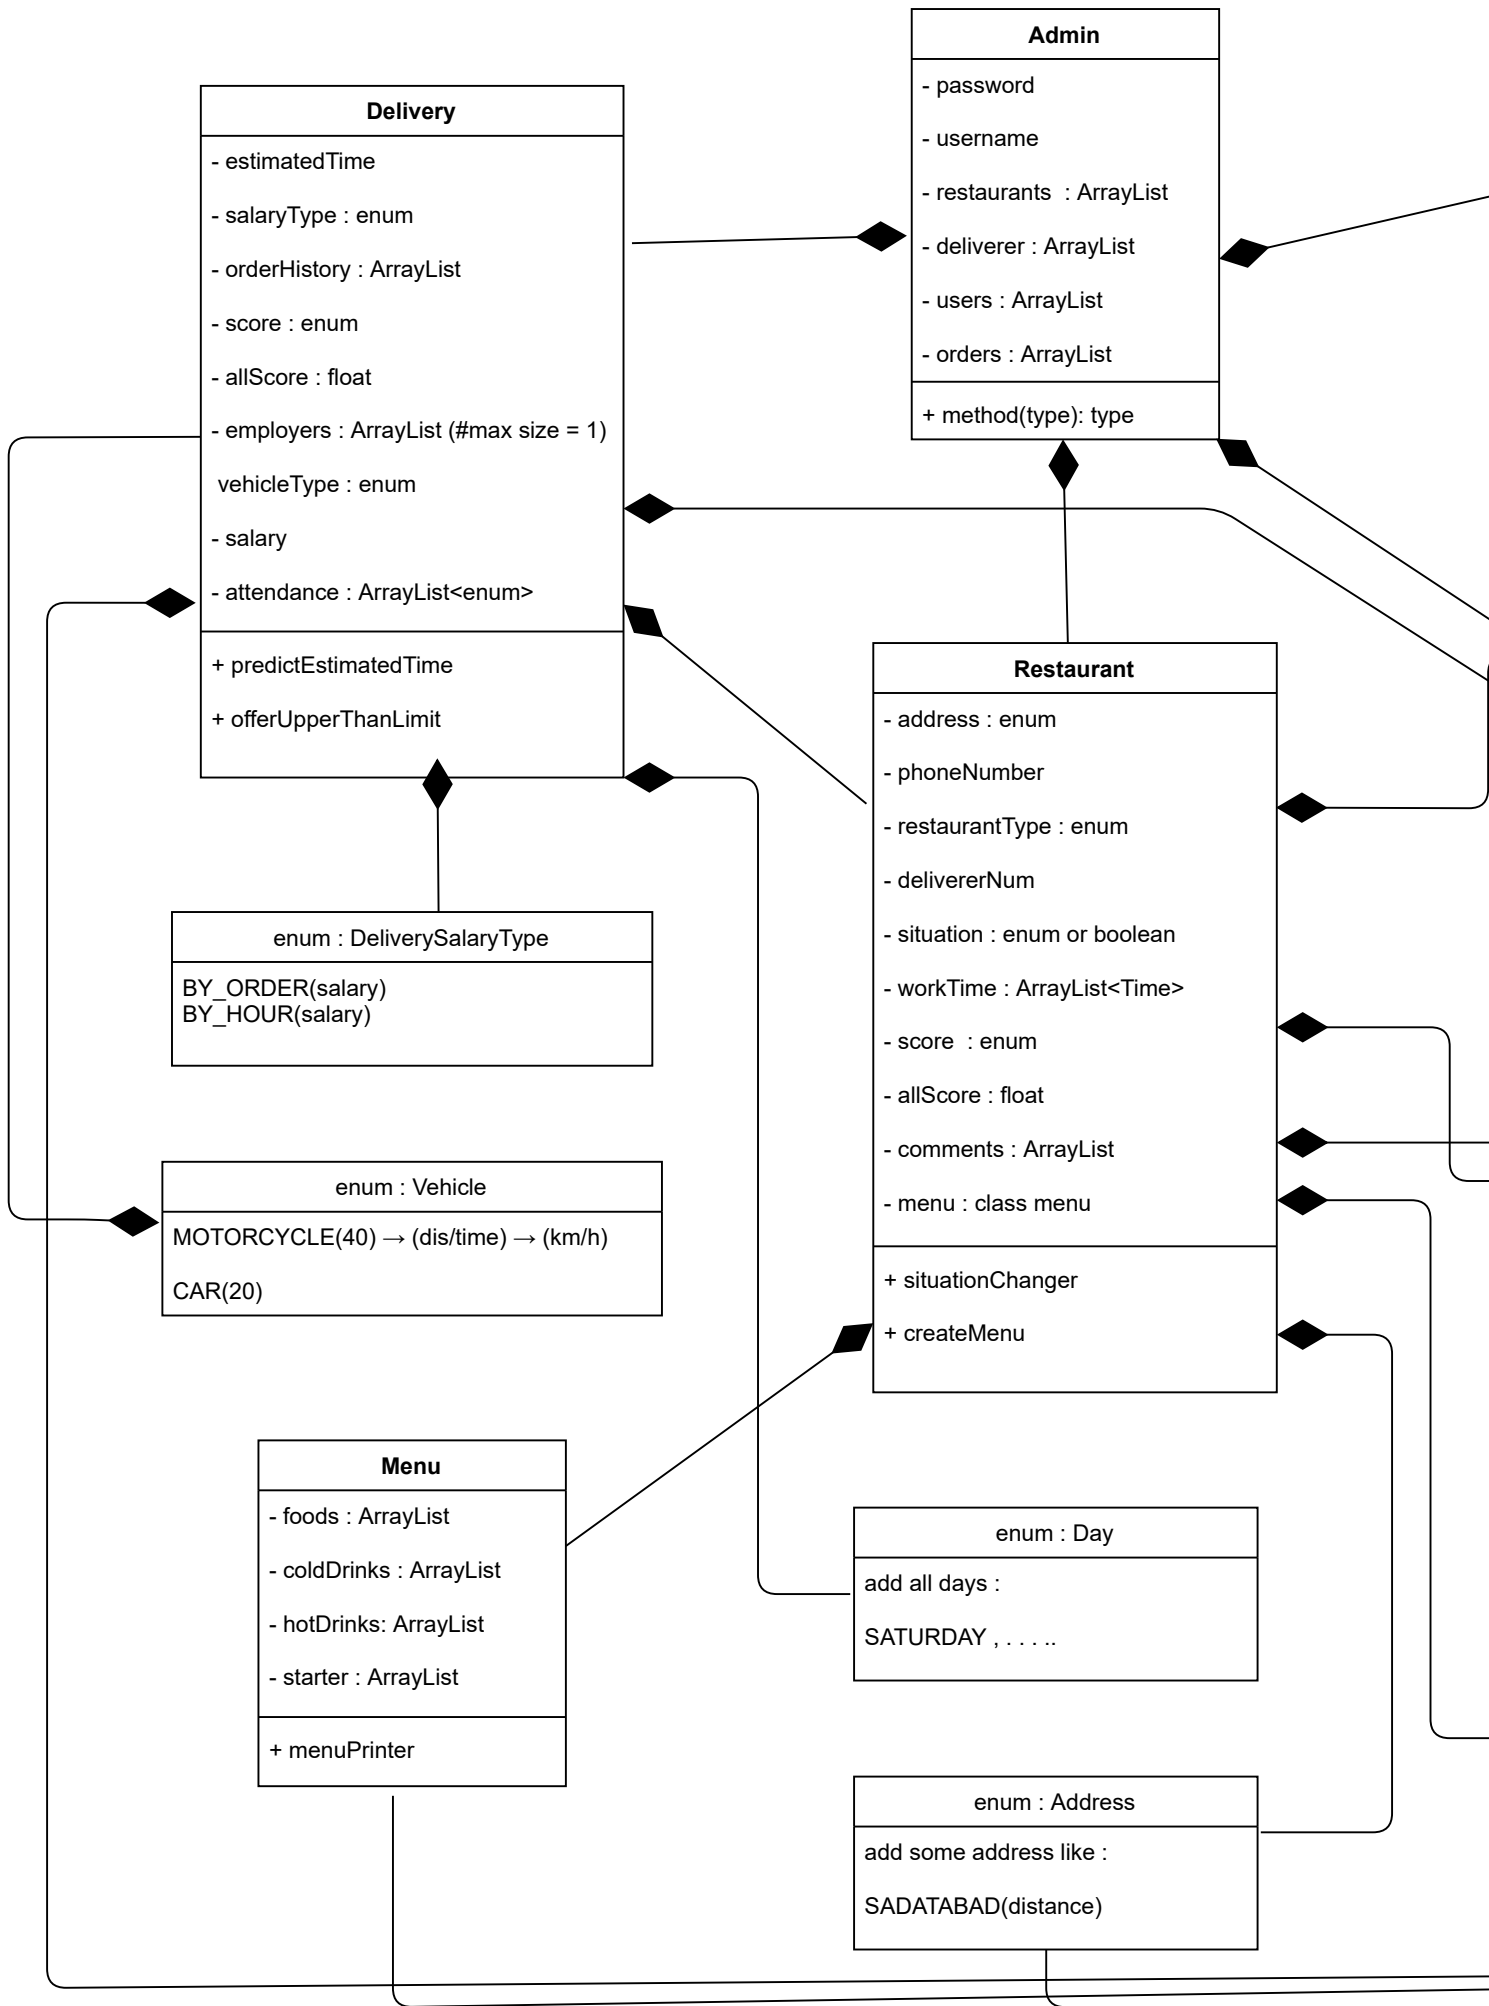 Admin
- password
- username
- restaurants  : ArrayList
- deliverer : ArrayList
- users : ArrayList
- orders : ArrayList
+ method(type): type
Delivery
- estimatedTime
- salaryType : enum
- orderHistory : ArrayList
- score : enum
- allScore : float
- employers : ArrayList (#max size = 1)
vehicleType : enum
- salary
- attendance : ArrayList<enum>
+ predictEstimatedTime
+ offerUpperThanLimit
Restaurant
- address : enum
- phoneNumber
- restaurantType : enum
- delivererNum
- situation : enum or boolean
- workTime : ArrayList<Time>
- score  : enum
- allScore : float
- comments : ArrayList
- menu : class menu
+ situationChanger
+ createMenu
enum : DeliverySalaryType
BY_ORDER(salary)
BY_HOUR(salary)
enum : Vehicle
MOTORCYCLE(40) → (dis/time) → (km/h)
CAR(20)
Menu
- foods : ArrayList
- coldDrinks : ArrayList
- hotDrinks: ArrayList
- starter : ArrayList
+ menuPrinter
enum : Day
add all days :
SATURDAY , . . . ..
enum : Address
add some address like :
SADATABAD(distance)